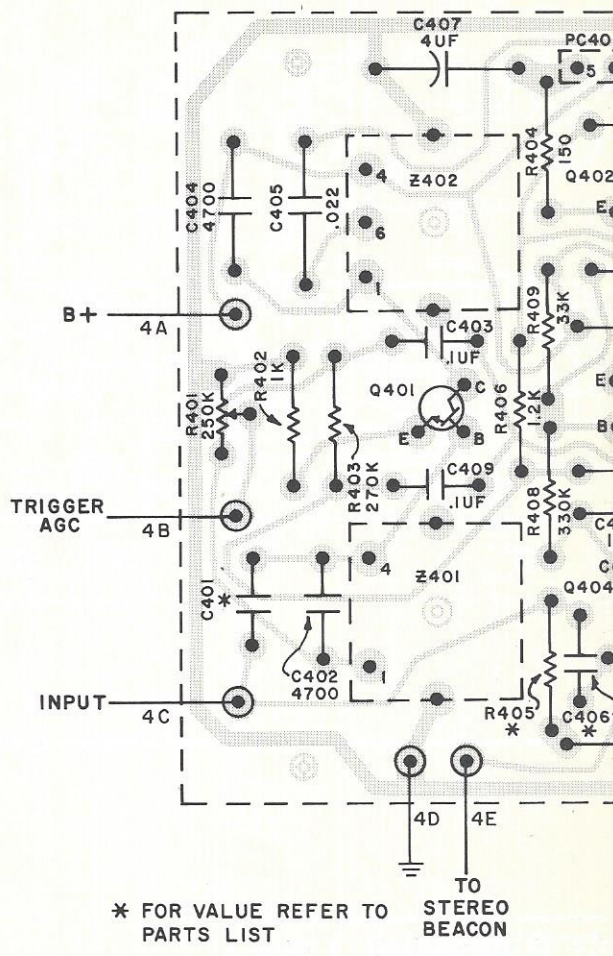 C407
4UF
PC40
5
C404
4700
C405
.022
4
Z402
6
1
R404
150
Q402
E
B+
4A
C403
.1UF
R409
33K
R401
250K
R402
1K
R403
270K
Q401
C
E
B
R406
1.2K
E
B
C409
.1UF
R408
330K
TRIGGER
AGC
4B
C4
1
C
Q404
C401
*
4
Z401
1
C402
4700
INPUT
4C
R405
*
C406
*
4D
4E
TO
STEREO
BEACON
* FOR VALUE REFER TO
PARTS LIST